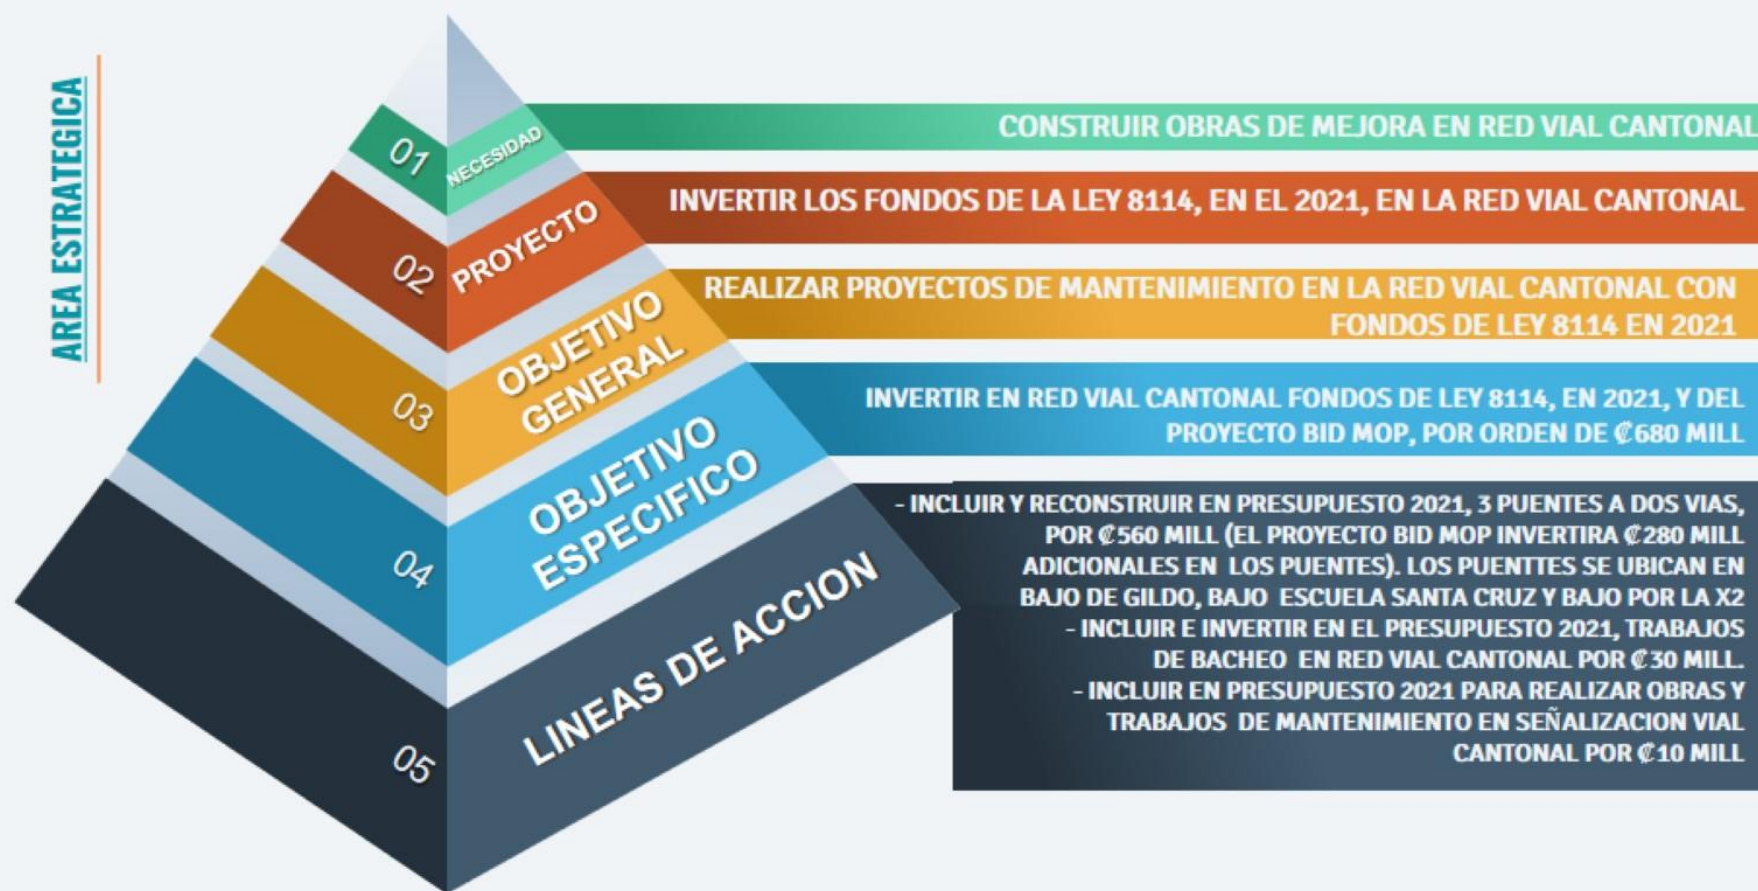 AREA ESTRATEGICA
01
NECESIDAD
CONSTRUIR OBRAS DE MEJORA EN RED VIAL CANTONAL
02
PROYECTO
INVERTIR LOS FONDOS DE LA LEY 8114, EN EL 2021, EN LA RED VIAL CANTONAL
03
OBJETIVO
GENERAL
REALIZAR PROYECTOS DE MANTENIMIENTO EN LA RED VIAL CANTONAL CON
FONDOS DE LEY 8114 EN 2021
04
OBJETIVO
ESPECIFICO
INVERTIR EN RED VIAL CANTONAL FONDOS DE LEY 8114, EN 2021, Y DEL
PROYECTO BID MOP, POR ORDEN DE ₡680 MILL
05
LINEAS DE ACCION
- INCLUIR Y RECONSTRUIR EN PRESUPUESTO 2021, 3 PUENTES A DOS VIAS,
POR ₡560 MILL (EL PROYECTO BID MOP INVERTIRA ₡280 MILL
ADICIONALES EN LOS PUENTES). LOS PUENTTES SE UBICAN EN
BAJO DE GILDO, BAJO ESCUELA SANTA CRUZ Y BAJO POR LA X2
- INCLUIR E INVERTIR EN EL PRESUPUESTO 2021, TRABAJOS
DE BACHEO EN RED VIAL CANTONAL POR ₡30 MILL.
- INCLUIR EN PRESUPUESTO 2021 PARA REALIZAR OBRAS Y
TRABAJOS DE MANTENIMIENTO EN SEÑALIZACION VIAL
CANTONAL POR ₡10 MILL